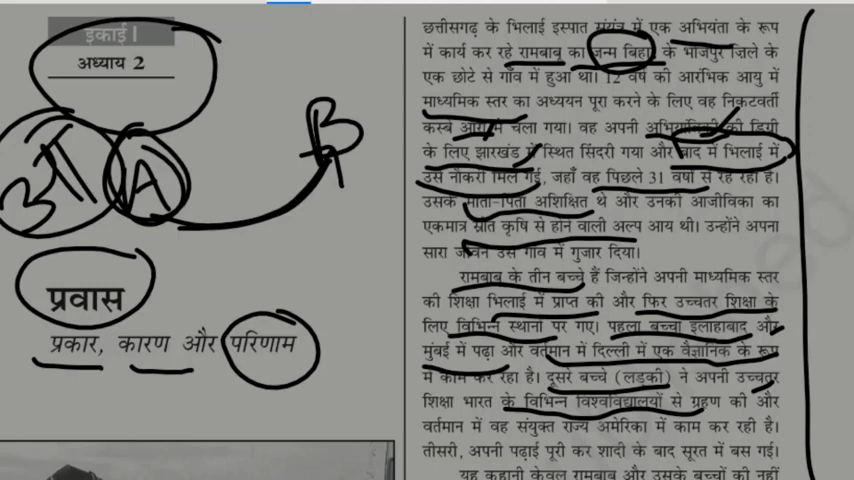 इकाई I
अध्याय 2
आ
A
B
प्रवास
प्रकार, कारण और परिणाम
छत्तीसगढ़ के भिलाई इस्पात संयंत्र में एक अभियंता के रूप
में कार्य कर रहे रामबाबू का जन्म बिहार के भोजपुर ज़िले के
एक छोटे से गाँव में हुआ था। 12 वर्ष की आरंभिक आयु में
माध्यमिक स्तर का अध्ययन पूरा करने के लिए वह निकटवर्ती
कस्बे आरा में चला गया। वह अपनी अभियांत्रिकी की डिग्री
के लिए झारखंड में स्थित सिंदरी गया और बाद में भिलाई में
उसे नौकरी मिल गई, जहाँ वह पिछले 31 वर्षों से रह रहा है।
उसके माता-पिता अशिक्षित थे और उनकी आजीविका का
एकमात्र स्रोत कृषि से होने वाली अल्प आय थी। उन्होंने अपना
सारा जीवन उस गाँव में गुजार दिया।
रामबाबू के तीन बच्चे हैं जिन्होंने अपनी माध्यमिक स्तर
की शिक्षा भिलाई में प्राप्त की और फिर उच्चतर शिक्षा के
लिए विभिन्न स्थानों पर गए। पहला बच्चा इलाहाबाद और
मुंबई में पढ़ा और वर्तमान में दिल्ली में एक वैज्ञानिक के रूप
में काम कर रहा है। दूसरे बच्चे (लड़की) ने अपनी उच्चतर
शिक्षा भारत के विभिन्न विश्वविद्यालयों से ग्रहण की और
वर्तमान में वह संयुक्त राज्य अमेरिका में काम कर रही है।
तीसरी, अपनी पढ़ाई पूरी कर शादी के बाद सूरत में बस गई।
यह कहानी केवल रामबाबू और उसके बच्चों की नहीं